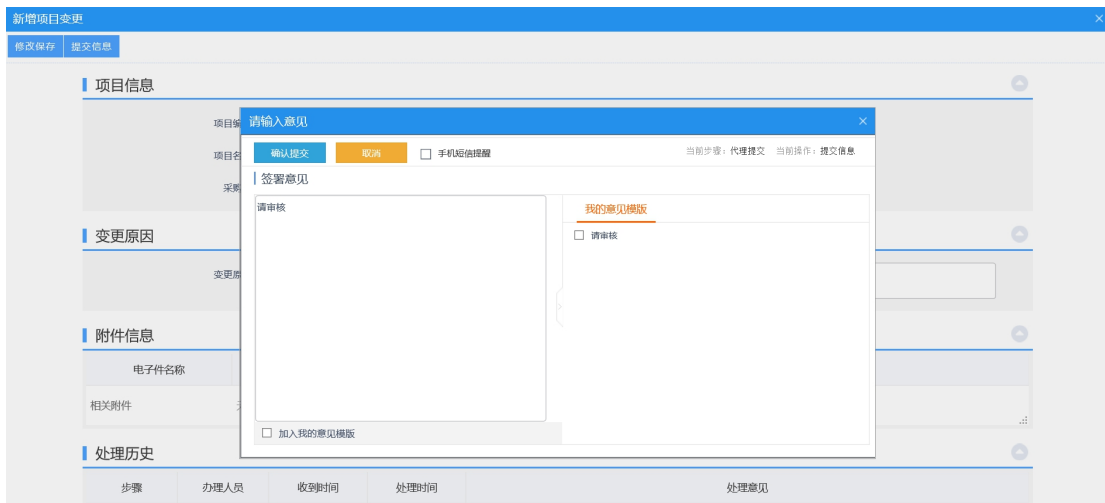 新增项目变更
修改保存 提交信息
项目信息
项目编
项目名
采购
变更原因
变更原
附件信息
电子件名称
相关附件
处理历史
步骤 办理人员 收到时间 处理时间 处理意见
请输入意见
确认提交 取消 手机短信提醒 当前步骤：代理提交 当前操作：提交信息
签署意见
请审核
我的意见模版
请审核
加入我的意见模版